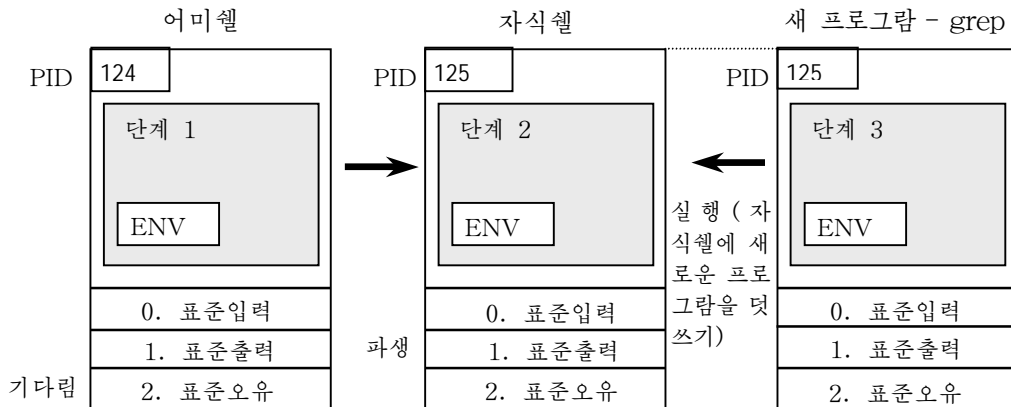 어미쉘
자식쉘
새 프로그람 - grep
PID
124
PID
125
PID
125
단계 1
단계 2
단계 3
ENV
ENV
ENV
실행 ( 자
식쉘에 새
로운 프로
그람을 덧
쓰기)
0. 표준입력
0. 표준입력
0. 표준입력
파생
1. 표준출력
1. 표준출력
1. 표준출력
기다림
2. 표준오유
2. 표준오유
2. 표준오유